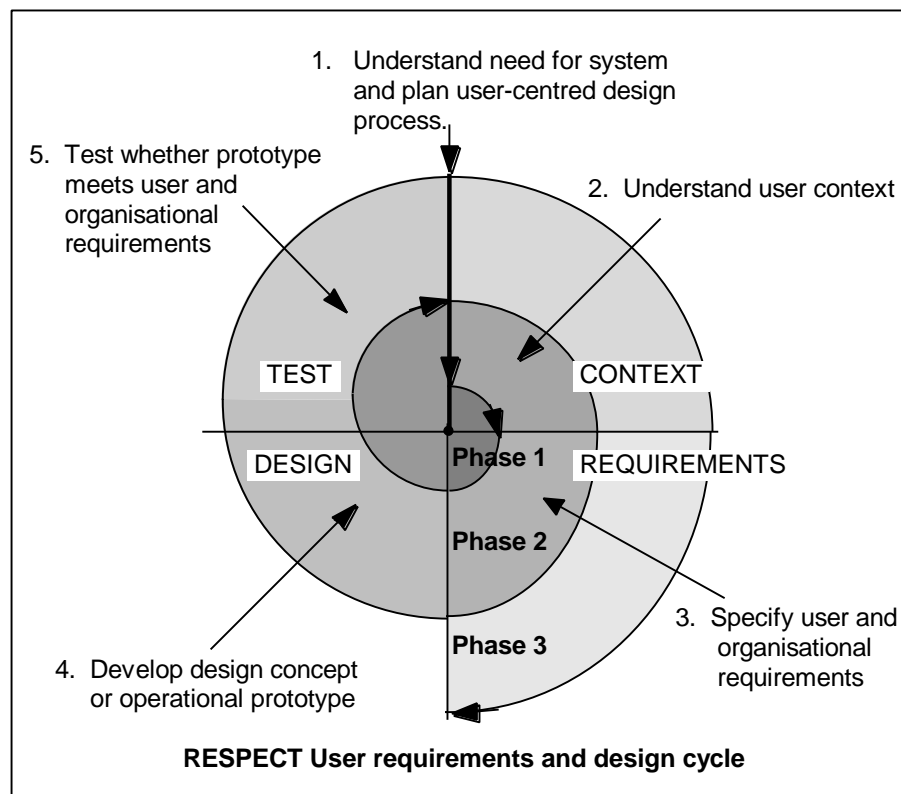 1. Understand need for system
and plan user-centred design
process.
5. Test whether prototype
meets user and
organisational
requirements
2. Understand user context
TEST
CONTEXT
DESIGN
Phase 1
REQUIREMENTS
Phase 2
3. Specify user and
organisational
requirements
Phase 3
4. Develop design concept
or operational prototype
RESPECT User requirements and design cycle